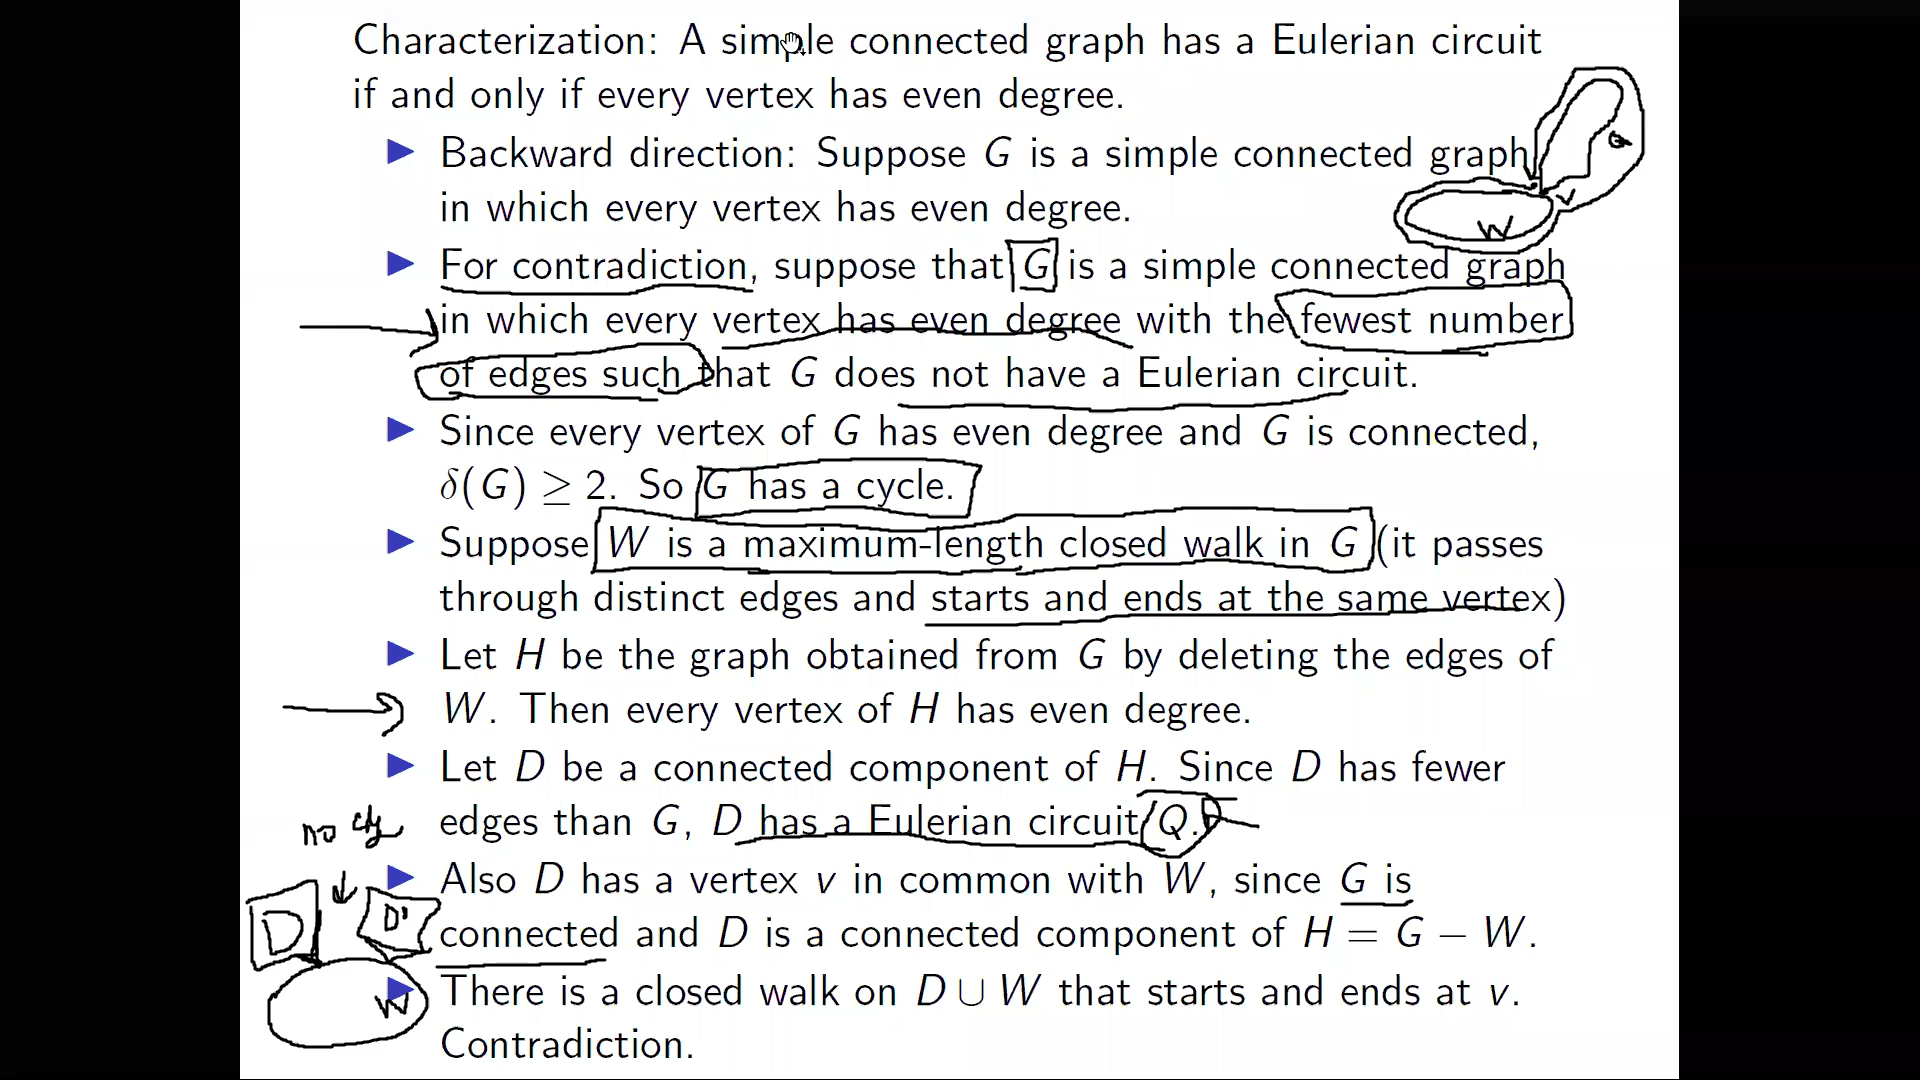 Characterization: A simple connected graph has a Eulerian circuit
if and only if every vertex has even degree.
▶ Backward direction: Suppose G is a simple connected graph
in which every vertex has even degree.
▶ For contradiction, suppose that G is a simple connected graph
in which every vertex has even degree with the fewest number
of edges such that G does not have a Eulerian circuit.
▶ Since every vertex of G has even degree and G is connected,
δ(G) ≥ 2. So G has a cycle.
▶ Suppose W is a maximum-length closed walk in G (it passes
through distinct edges and starts and ends at the same vertex)
▶ Let H be the graph obtained from G by deleting the edges of
W. Then every vertex of H has even degree.
▶ Let D be a connected component of H. Since D has fewer
edges than G, D has a Eulerian circuit Q.
▶ Also D has a vertex v in common with W, since G is
connected and D is a connected component of H = G − W.
▶ There is a closed walk on D ∪ W that starts and ends at v.
Contradiction.
Q
v
W
no
D
D'
W